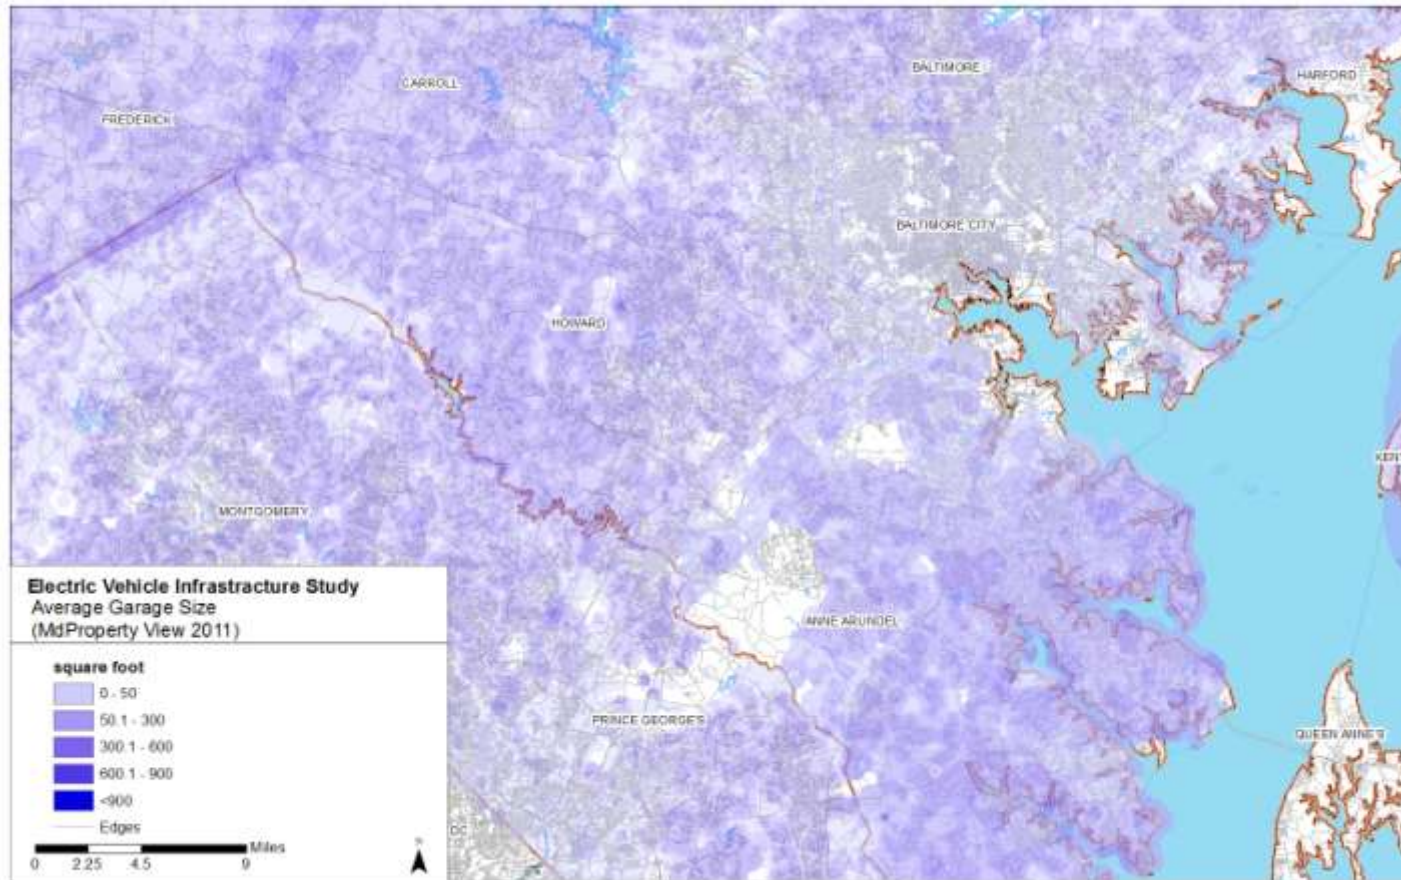 BALTIMORE
HARFORD
CARROLL
FREDERICK
BALTIMORE CITY
HOWARD
KENT
MONTGOMERY
ANNE ARUNDEL
PRINCE GEORGE'S
QUEEN ANNE'S
DC
Electric Vehicle Infrastracture Study
Average Garage Size
(MdProperty View 2011)
square foot
0 - 50
50.1 - 300
300.1 - 600
600.1 - 900
<900
Edges
Miles
0 2.25 4.5 9